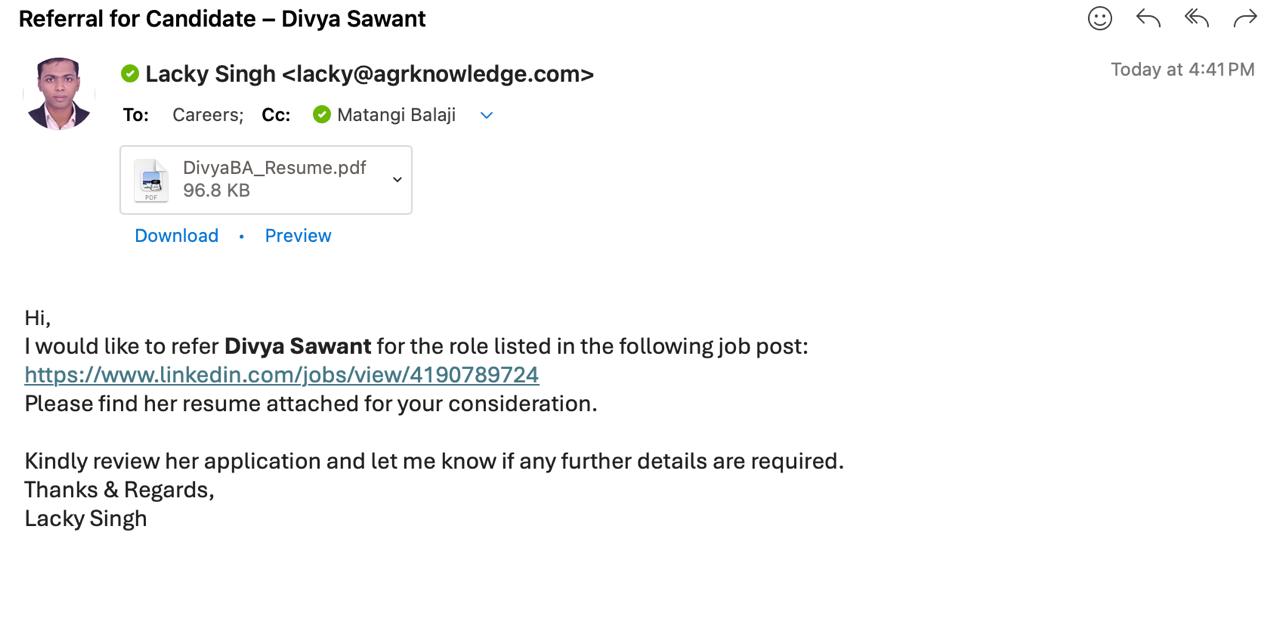 Referral for Candidate – Divya Sawant
Lacky Singh <lacky@agrknowledge.com>
Today at 4:41 PM
To: Careers; Cc: Matangi Balaji
DivyaBA_Resume.pdf
PDF
96.8 KB
Download • Preview
Hi,
I would like to refer Divya Sawant for the role listed in the following job post:
https://www.linkedin.com/jobs/view/4190789724
Please find her resume attached for your consideration.
Kindly review her application and let me know if any further details are required.
Thanks & Regards,
Lacky Singh